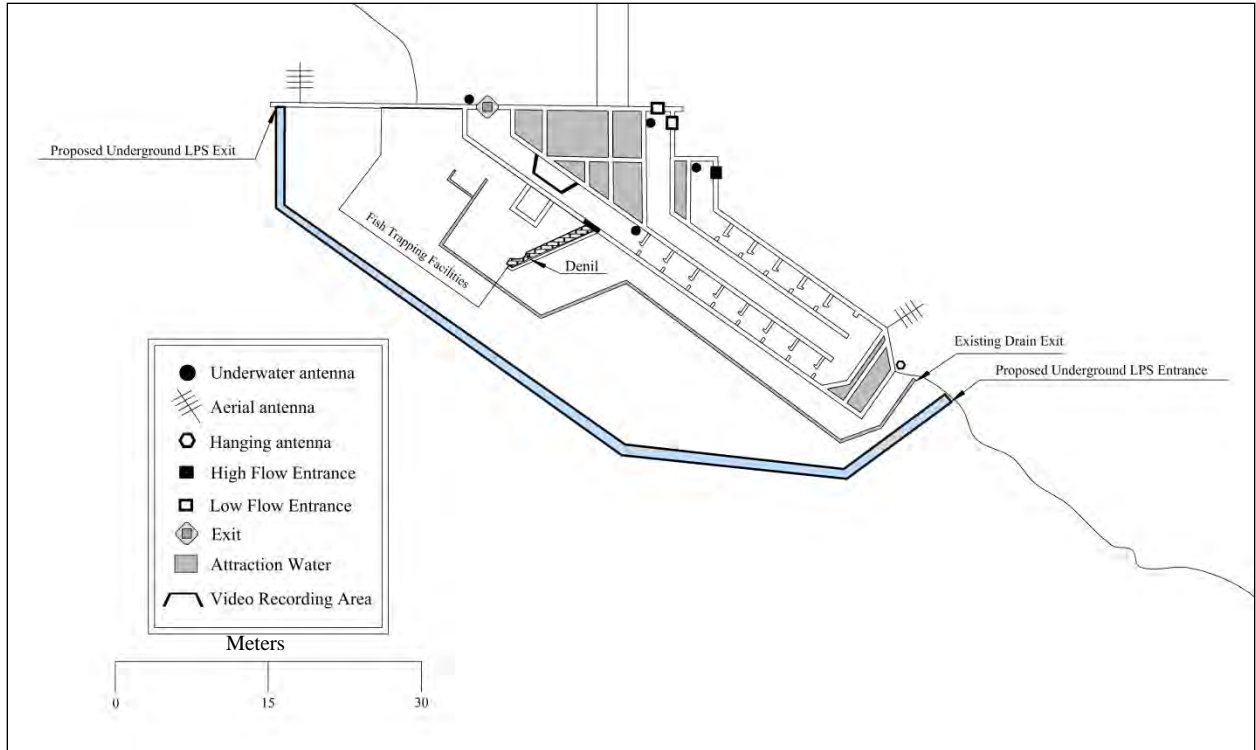 Proposed Underground LPS Exit
Fish Trapping Facilities
Denil
Existing Drain Exit
Proposed Underground LPS Entrance
Underwater antenna
Aerial antenna
Hanging antenna
High Flow Entrance
Low Flow Entrance
Exit
Attraction Water
Video Recording Area
Meters
0
15
30